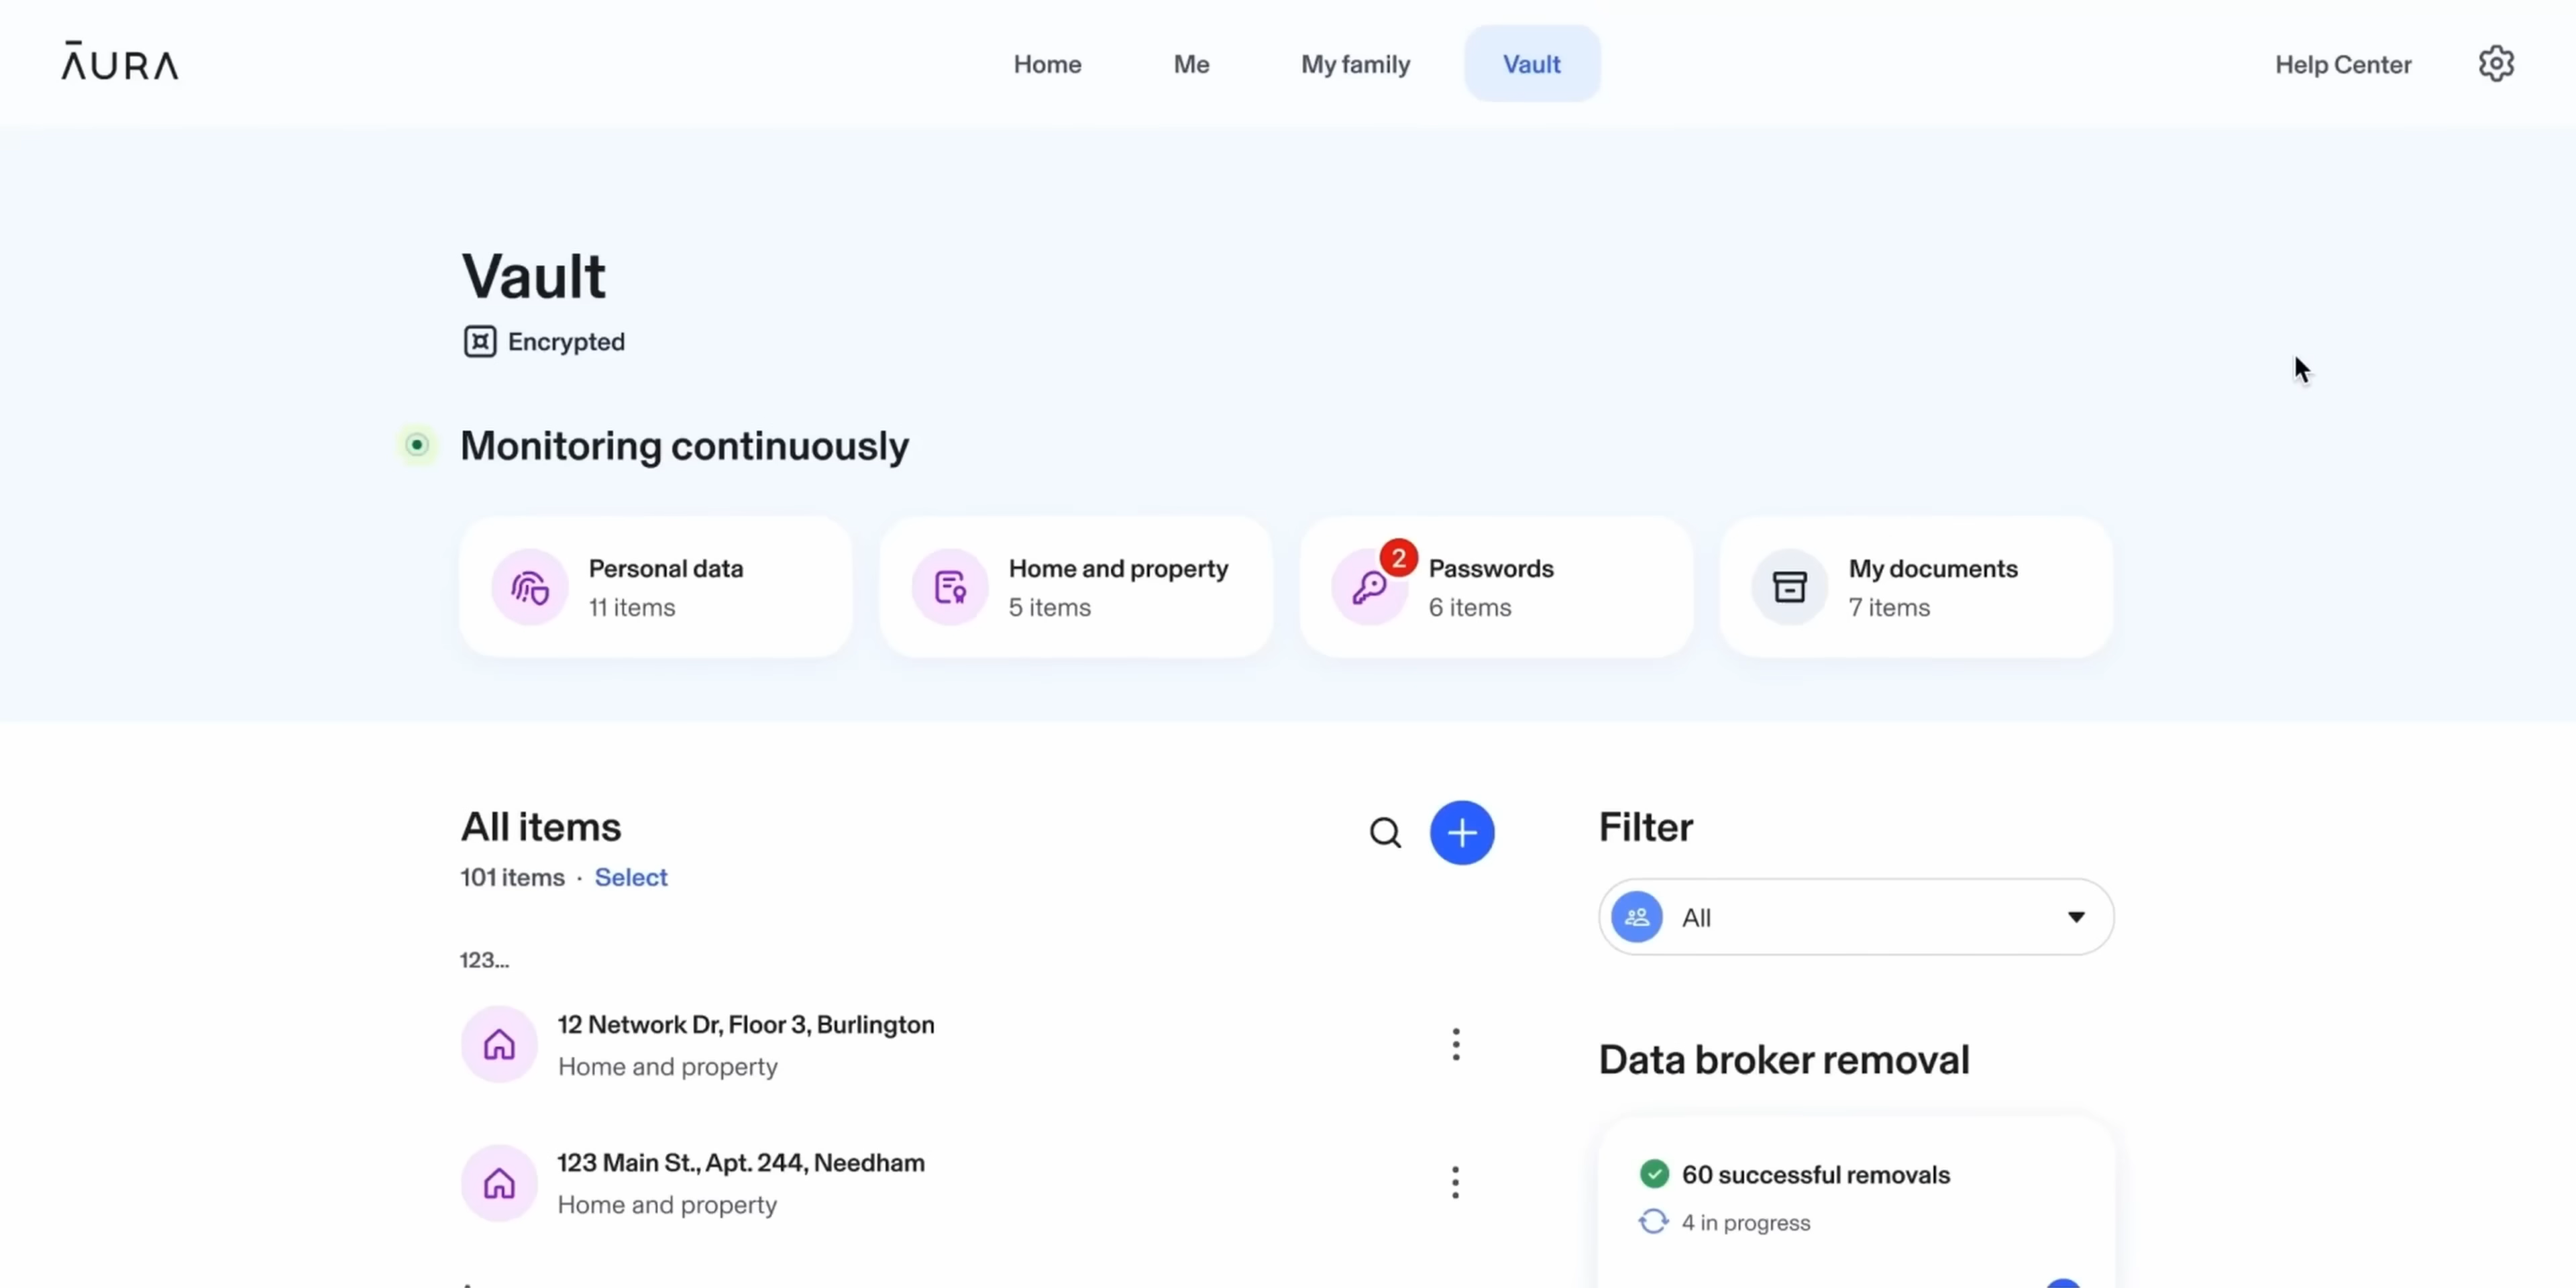 ĀURA
Home
Me
My family
Vault
Help Center
Vault
Encrypted
Monitoring continuously
Personal data
11 items
Home and property
5 items
2
Passwords
6 items
My documents
7 items
All items
101 items · Select
123...
12 Network Dr, Floor 3, Burlington
Home and property
123 Main St., Apt. 244, Needham
Home and property
Filter
All
Data broker removal
60 successful removals
4 in progress